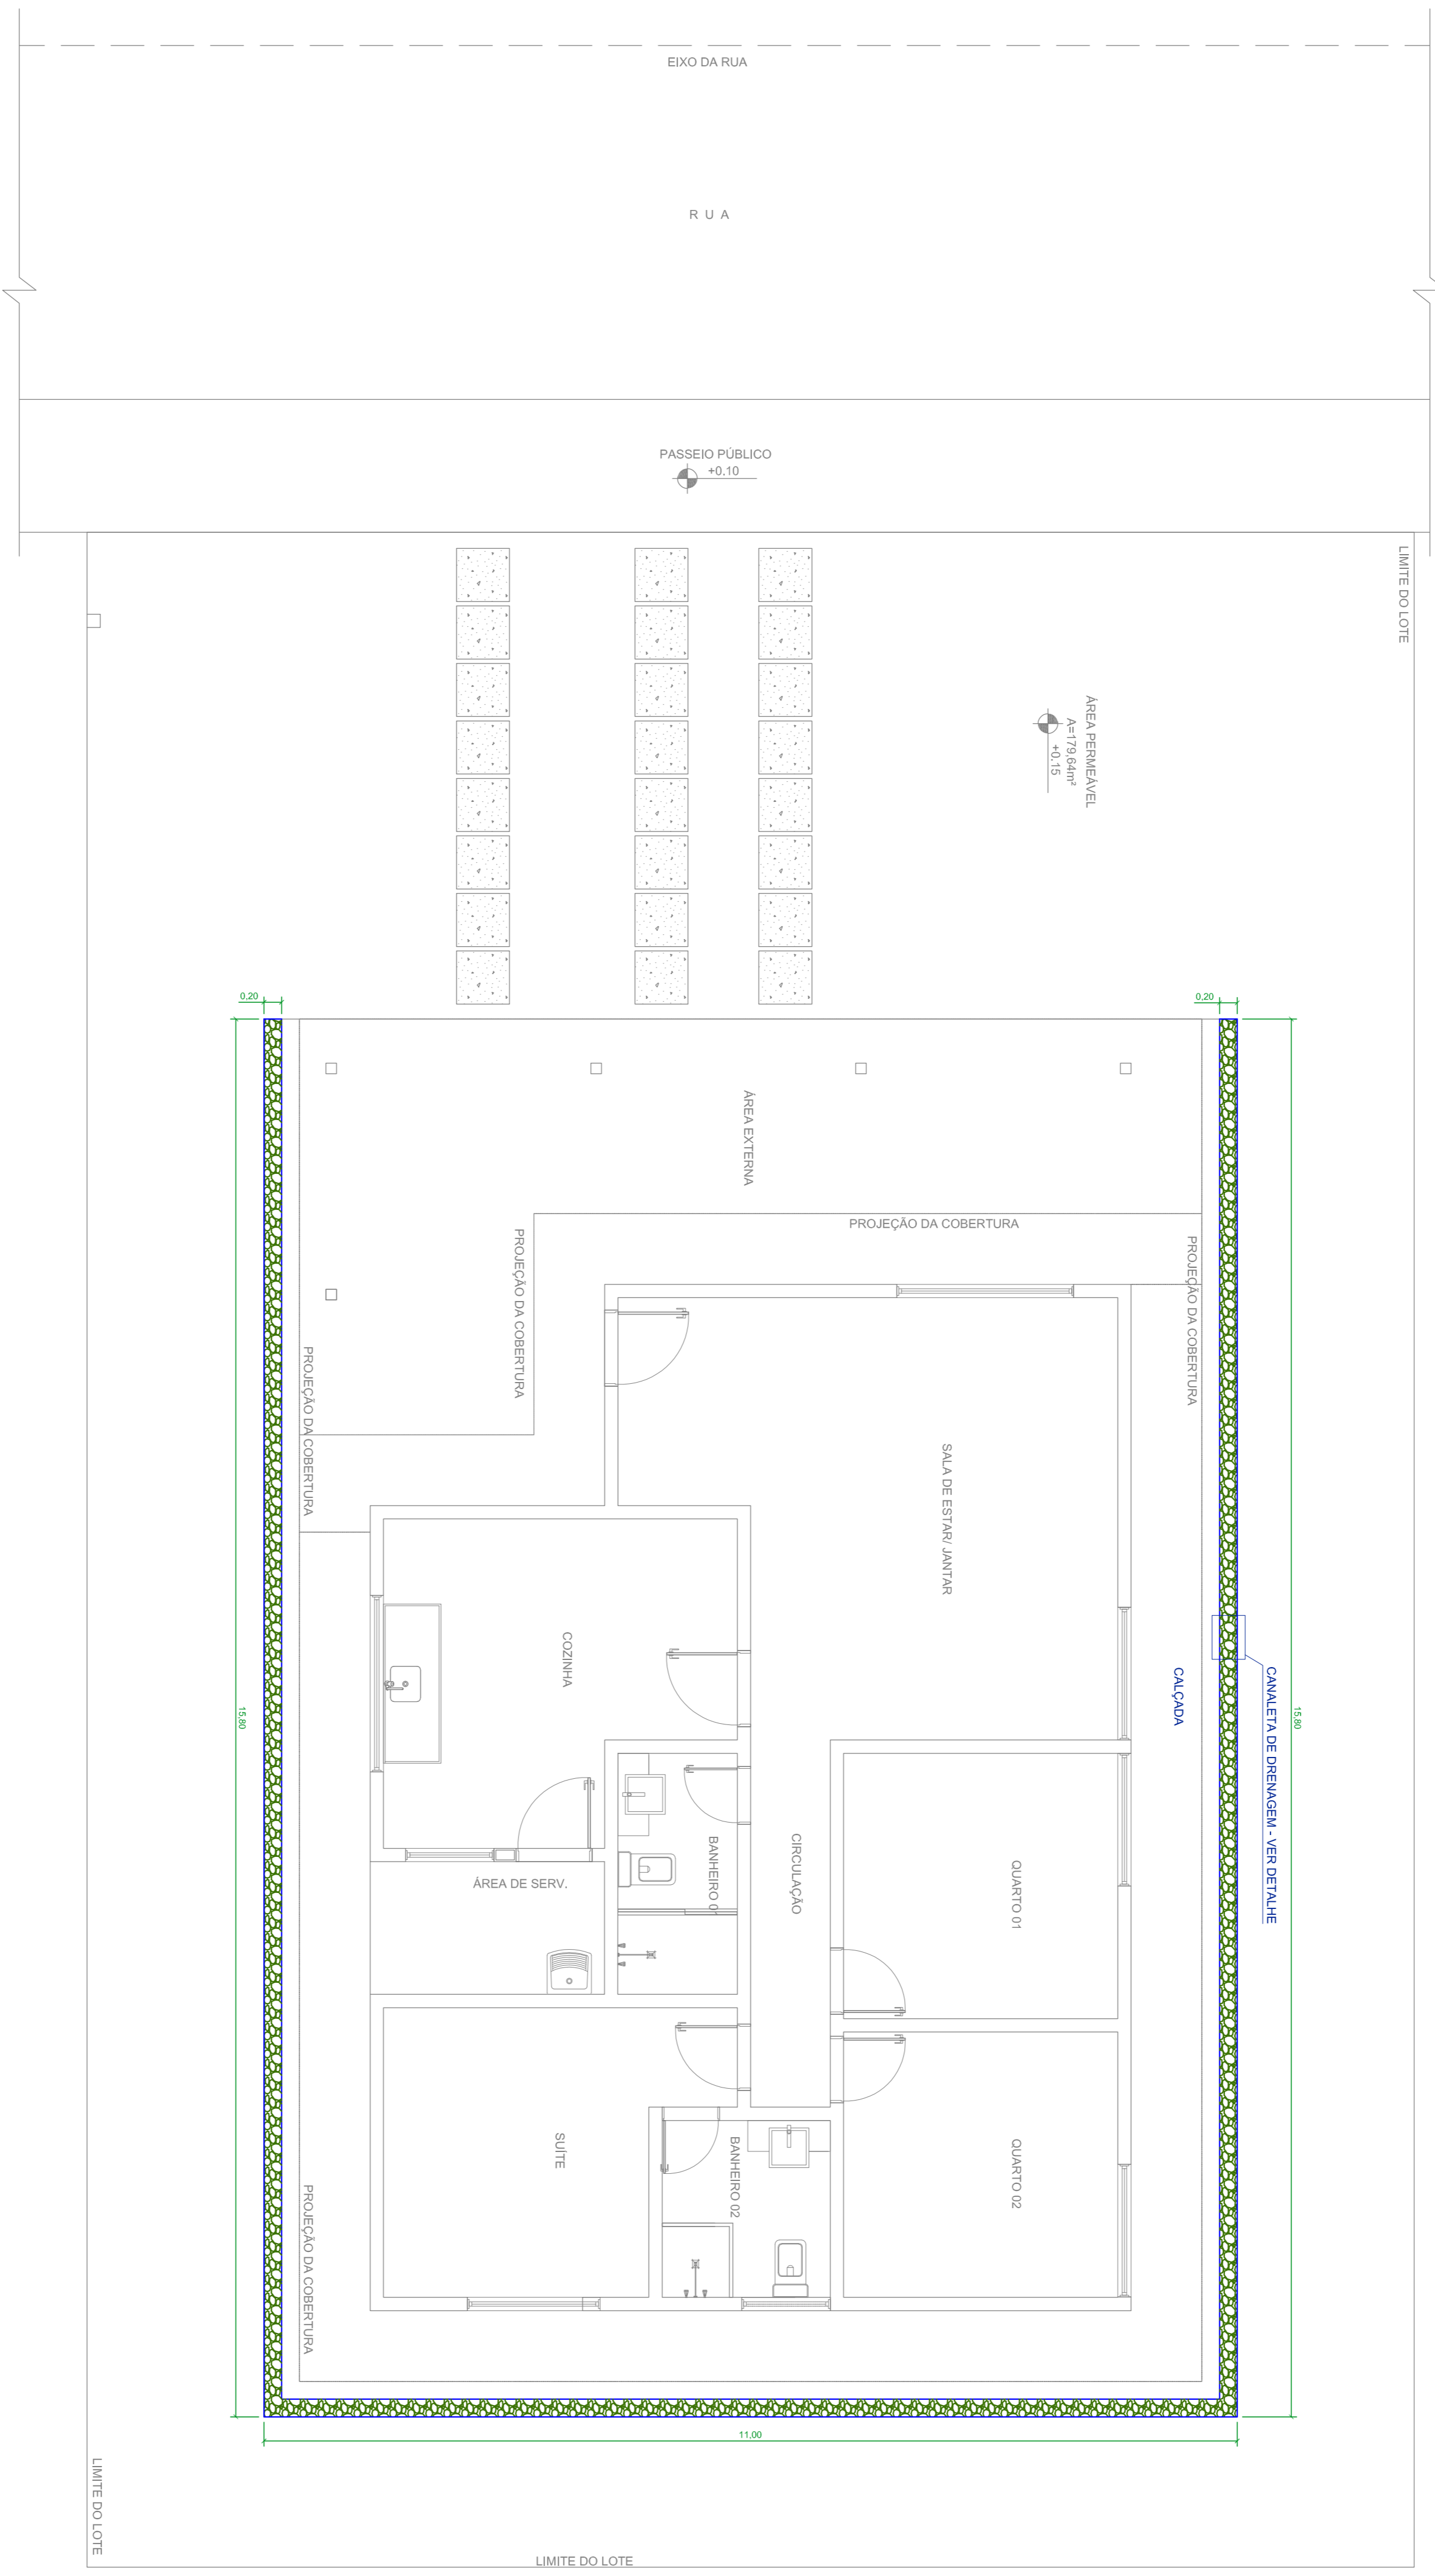 EIXO DA RUA
R U A
PASSEIO PÚBLICO
+0.10
LIMITE DO LOTE
ÁREA PERMEÁVEL
A=179,64m²
+0.15
0,20
0,20
ÁREA EXTERNA
PROJEÇÃO DA COBERTURA
PROJEÇÃO DA COBERTURA
PROJEÇÃO DA COBERTURA
PROJEÇÃO DA COBERTURA
SALA DE ESTAR/ JANTAR
COZINHA
CALÇADA
CANALETA DE DRENAGEM - VER DETALHE
15,80
15,80
BANHEIRO
CIRCULAÇÃO
QUARTO 01
ÁREA DE SERV.
SUÍTE
BANHEIRO 02
QUARTO 02
PROJEÇÃO DA COBERTURA
11,00
LIMITE DO LOTE
LIMITE DO LOTE